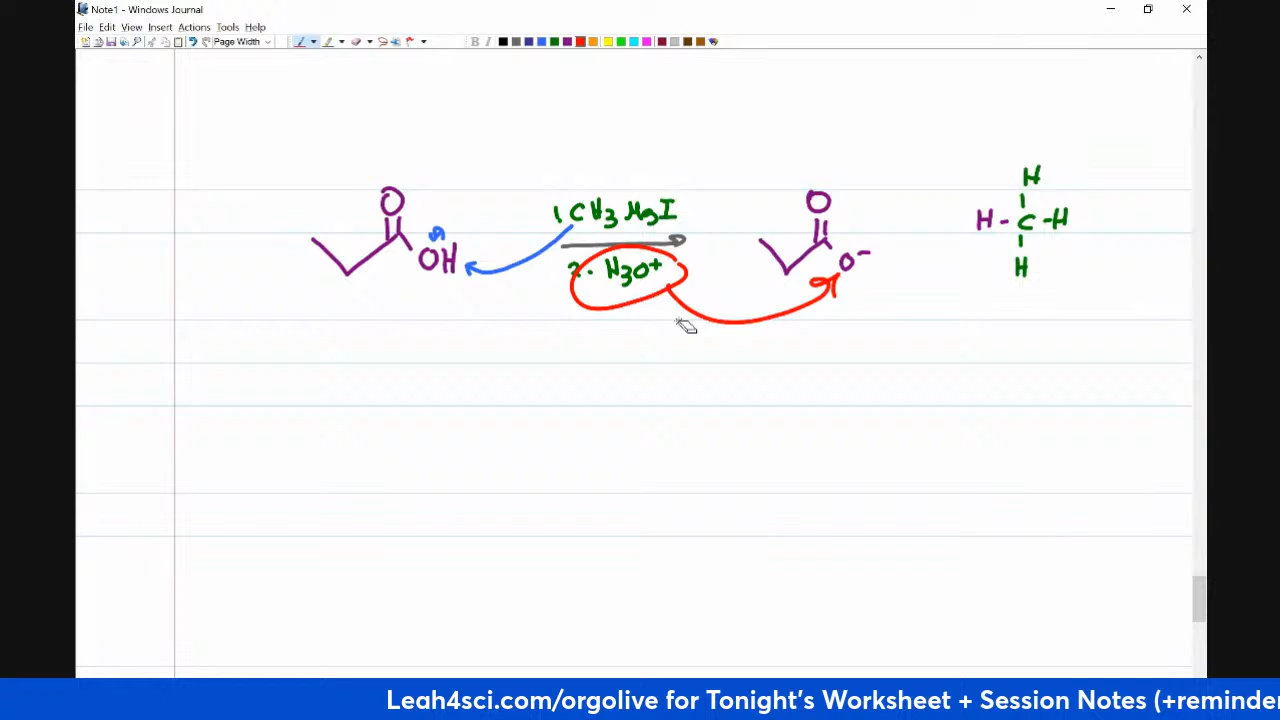 Note1 - Windows Journal
File Edit View Insert Actions Tools Help
Page Width
B I
O
OH
1. CH3MgI
2. H3O+
O
O−
H
H-C-H
H
Leah4sci.com/orgolive for Tonight's Worksheet + Session Notes (+reminde